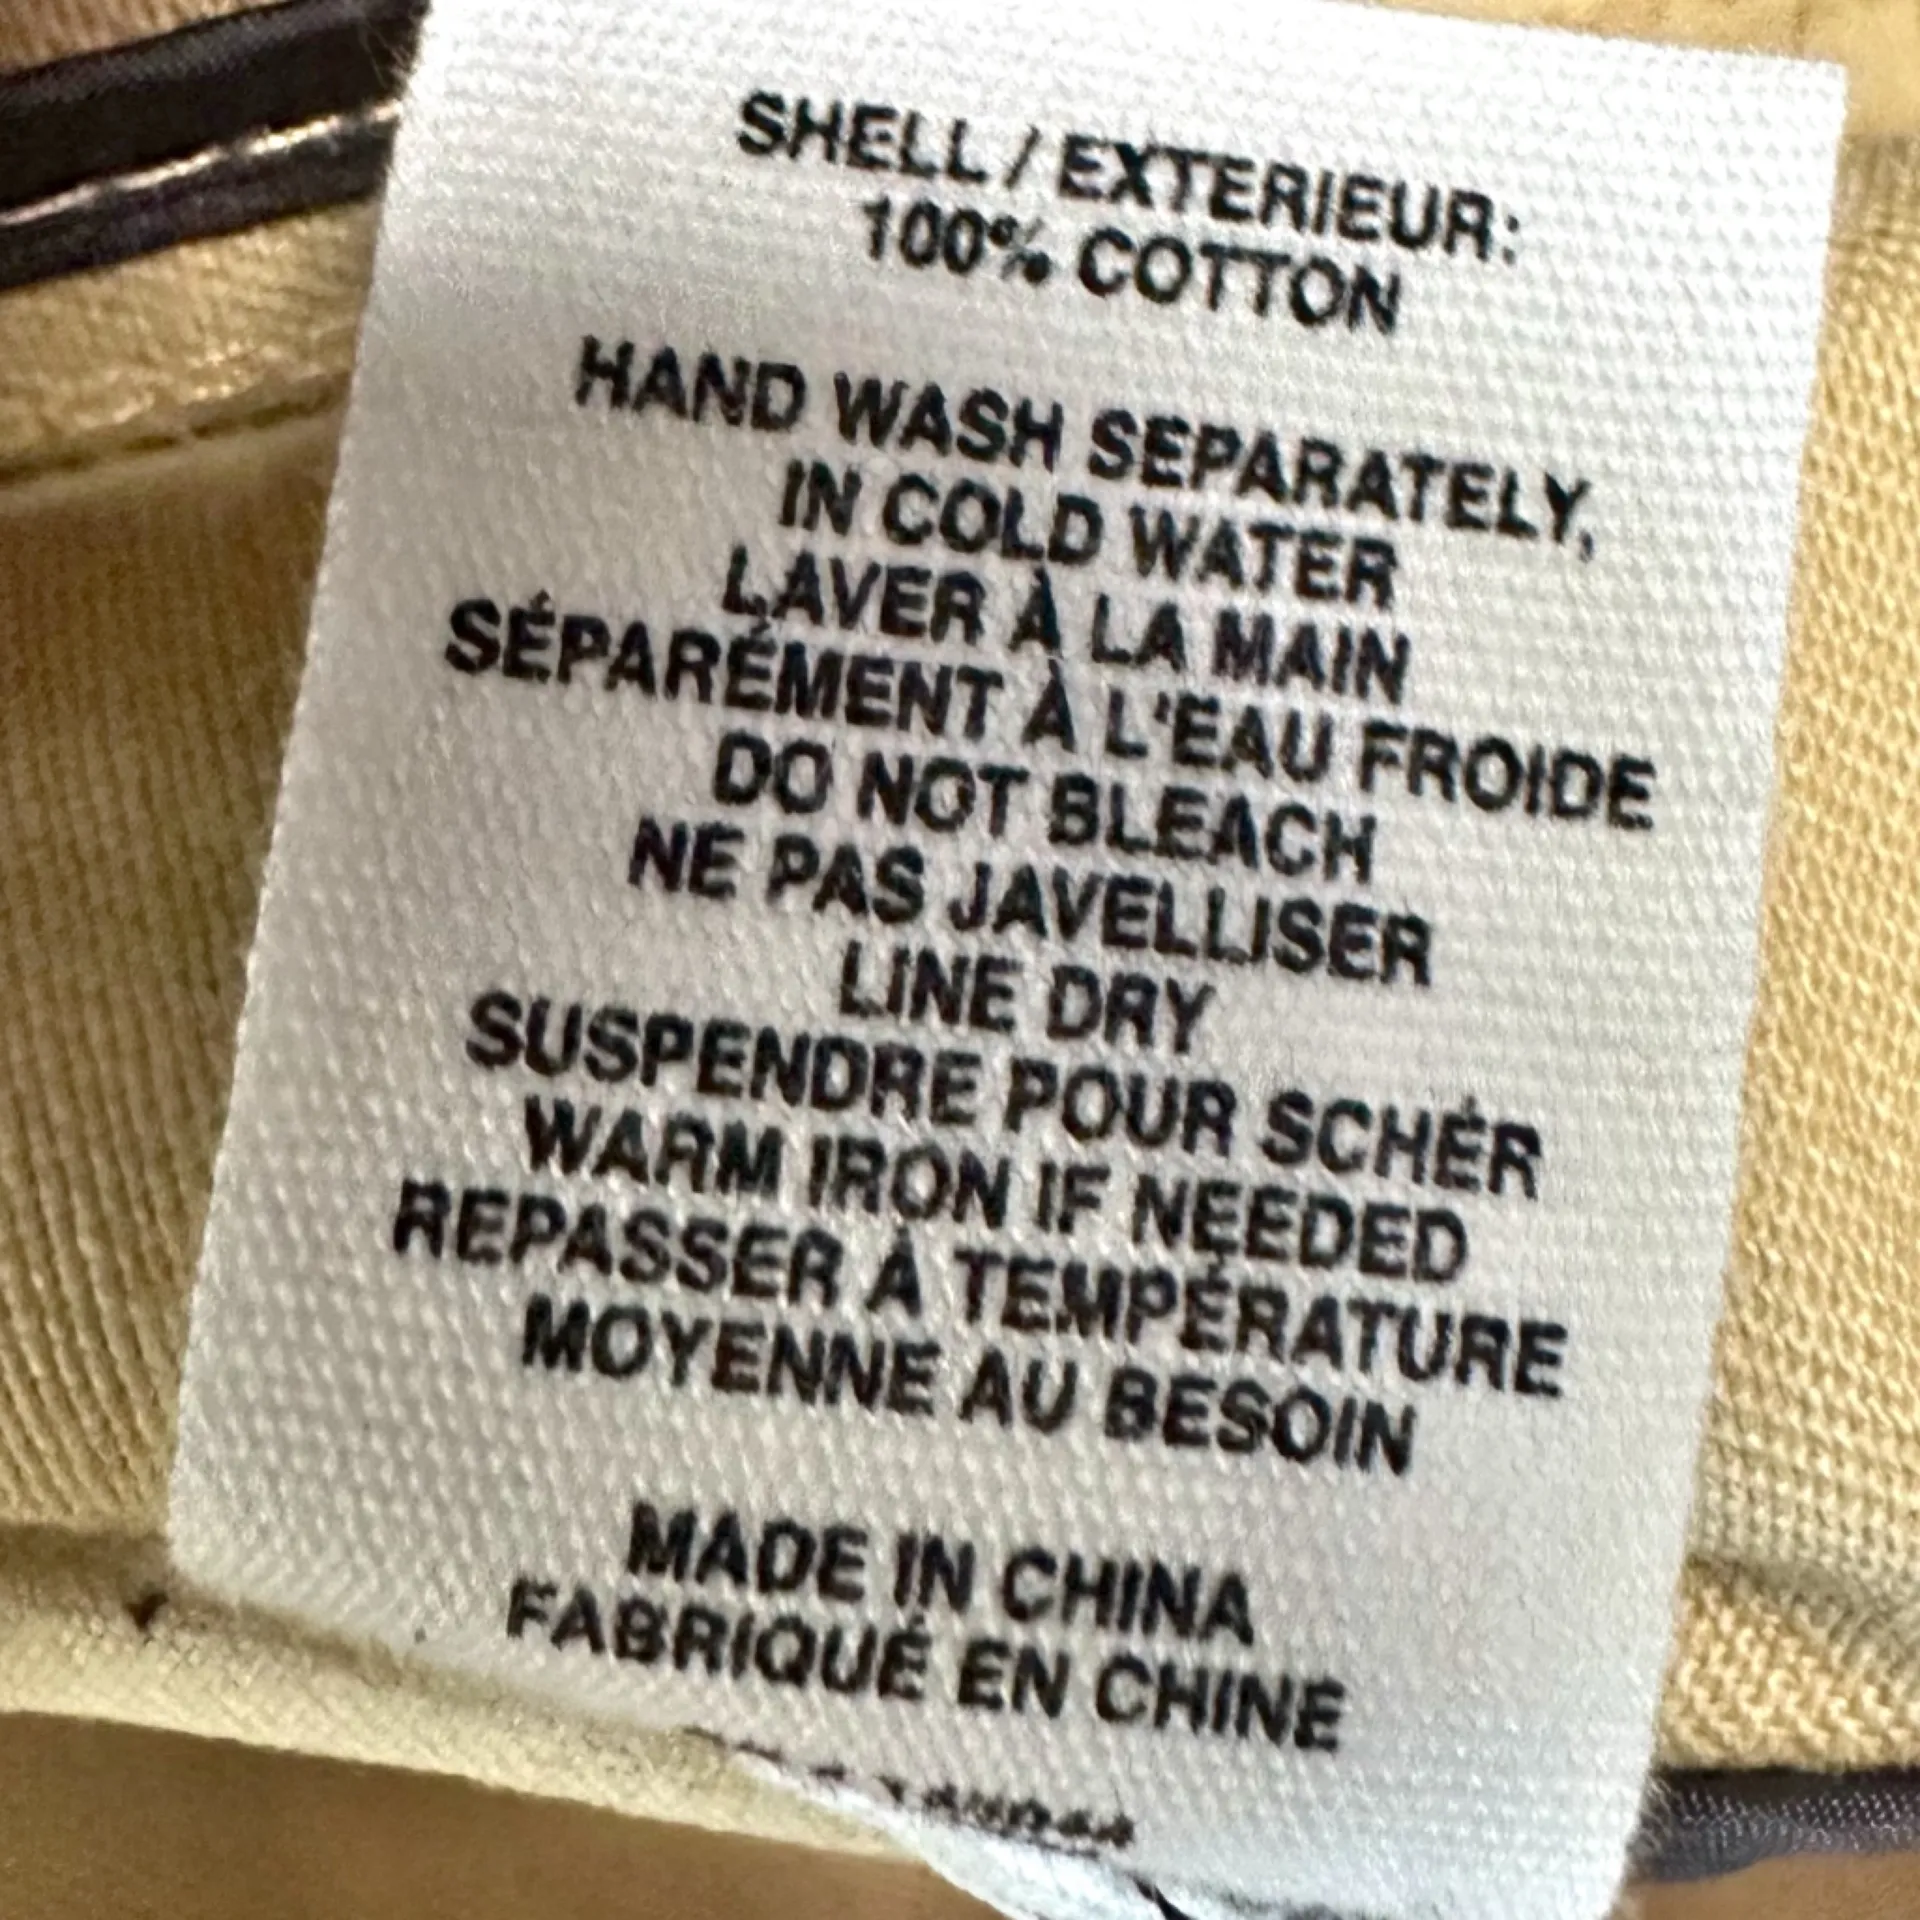 SHELL / EXTERIEUR:
100% COTTON
HAND WASH SEPARATELY,
IN COLD WATER
LAVER À LA MAIN
SÉPARÉMENT À L'EAU FROIDE
DO NOT BLEACH
NE PAS JAVELLISER
LINE DRY
SUSPENDRE POUR SCHÉR
WARM IRON IF NEEDED
REPASSER À TEMPÉRATURE
MOYENNE AU BESOIN
MADE IN CHINA
FABRIQUÉ EN CHINE